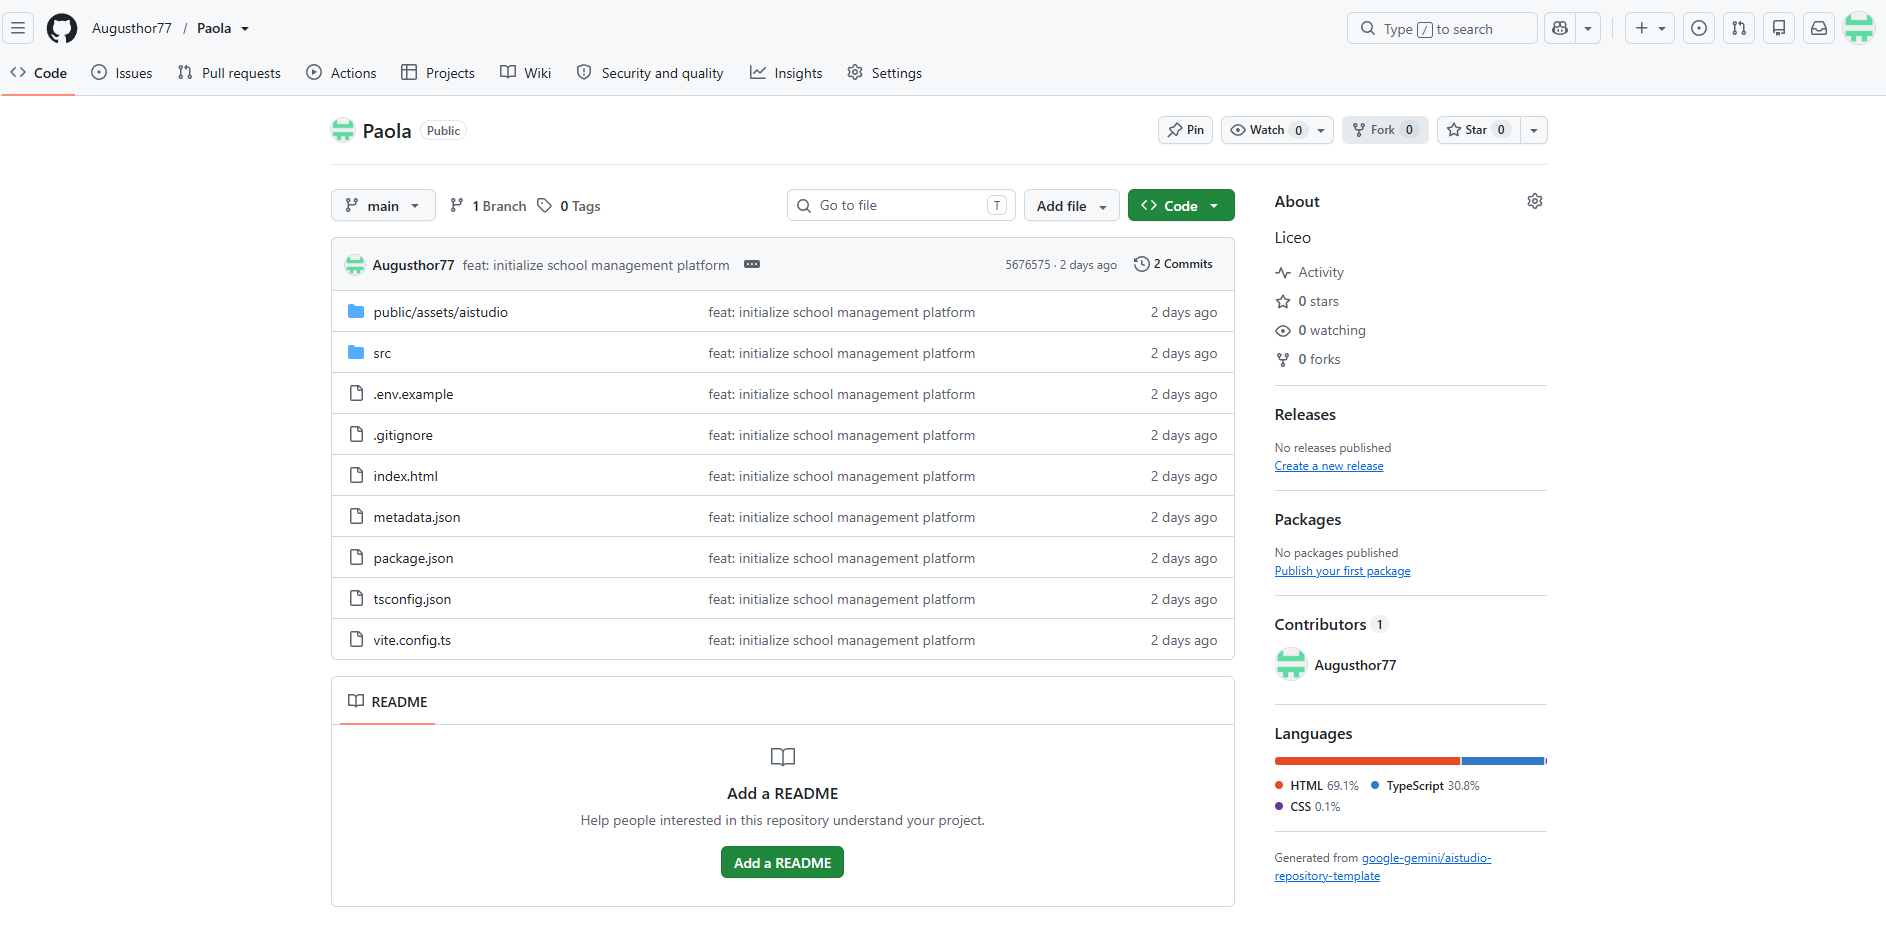 Augusthor77 / Paola
Type / to search
Code
Issues
Pull requests
Actions
Projects
Wiki
Security and quality
Insights
Settings
Paola Public
Pin
Watch 0
Fork 0
Star 0
main
1 Branch
0 Tags
Go to file T
Add file
Code
Augusthor77 feat: initialize school management platform
5676575 · 2 days ago
2 Commits
public/assets/aistudio feat: initialize school management platform 2 days ago
src feat: initialize school management platform 2 days ago
.env.example feat: initialize school management platform 2 days ago
.gitignore feat: initialize school management platform 2 days ago
index.html feat: initialize school management platform 2 days ago
metadata.json feat: initialize school management platform 2 days ago
package.json feat: initialize school management platform 2 days ago
tsconfig.json feat: initialize school management platform 2 days ago
vite.config.ts feat: initialize school management platform 2 days ago
README
Add a README
Help people interested in this repository understand your project.
Add a README
About
Liceo
Activity
0 stars
0 watching
0 forks
Releases
No releases published
Create a new release
Packages
No packages published
Publish your first package
Contributors 1
Augusthor77
Languages
HTML 69.1% TypeScript 30.8%
CSS 0.1%
Generated from google-gemini/aistudio-
repository-template